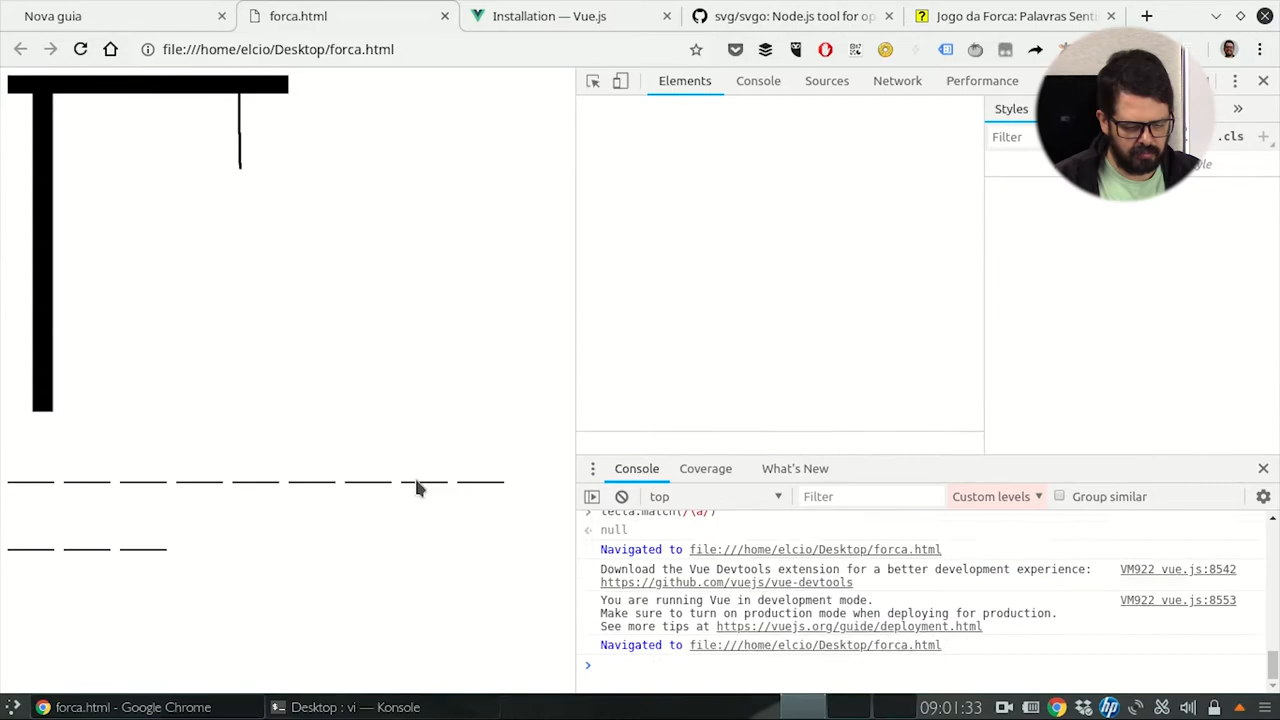 Nova guia
forca.html
Installation — Vue.js
svg/svgo: Node.js tool for op
Jogo da Forca: Palavras Senti
file:///home/elcio/Desktop/forca.html
Elements
Console
Sources
Network
Performance
Styles
Filter
.cls
Console
Coverage
What's New
top
Filter
Custom levels
Group similar
tecla.match(/\a/)
null
Navigated to file:///home/elcio/Desktop/forca.html
Download the Vue Devtools extension for a better development experience: VM922 vue.js:8542
https://github.com/vuejs/vue-devtools
You are running Vue in development mode. VM922 vue.js:8553
Make sure to turn on production mode when deploying for production.
See more tips at https://vuejs.org/guide/deployment.html
Navigated to file:///home/elcio/Desktop/forca.html
forca.html - Google Chrome
Desktop : vi — Konsole
09:01:33